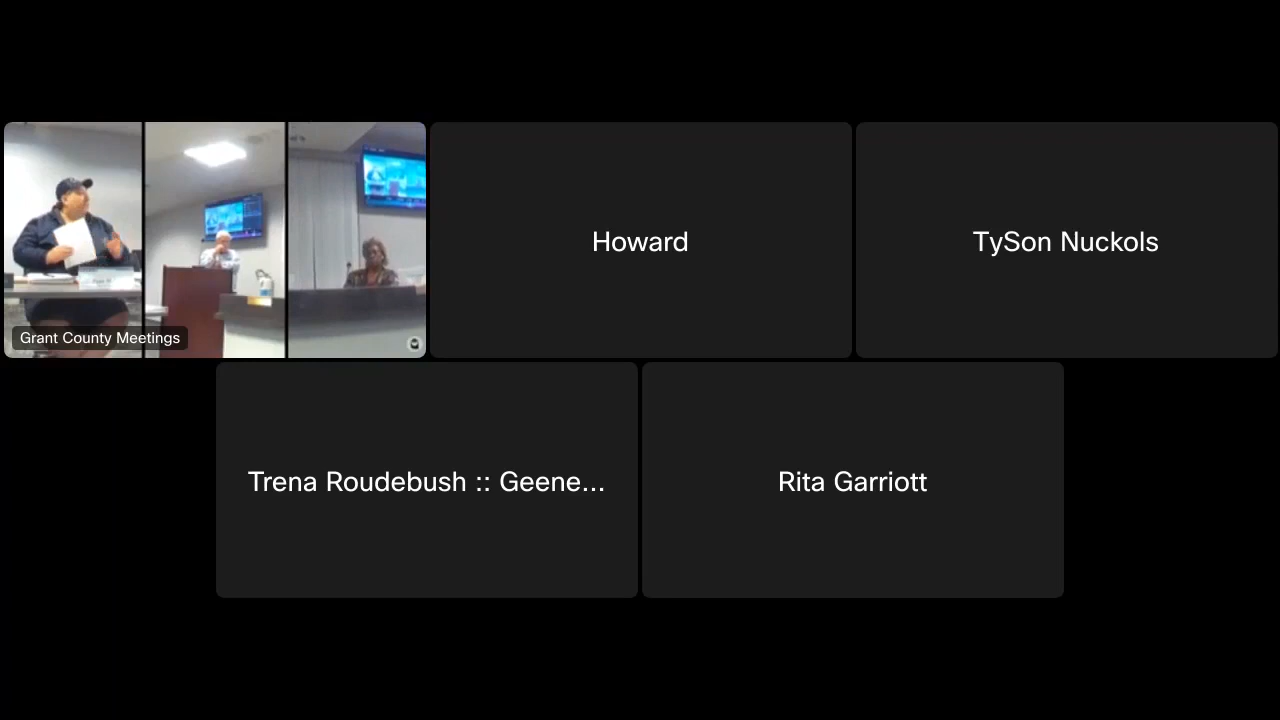 Grant County Meetings
Howard
TySon Nuckols
Trena Roudebush :: Geene...
Rita Garriott